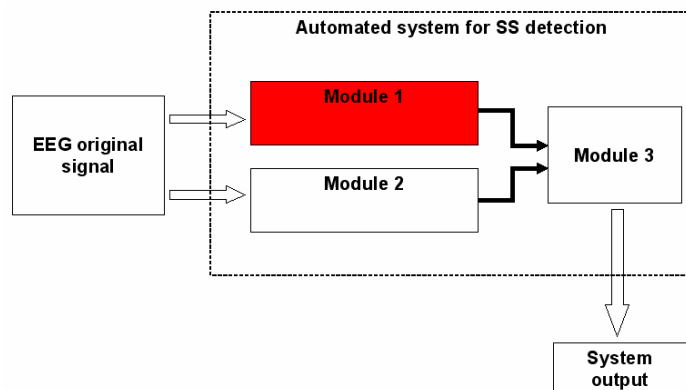 Automated system for SS detection
Module 1
EEG original
signal
Module 3
Module 2
System
output